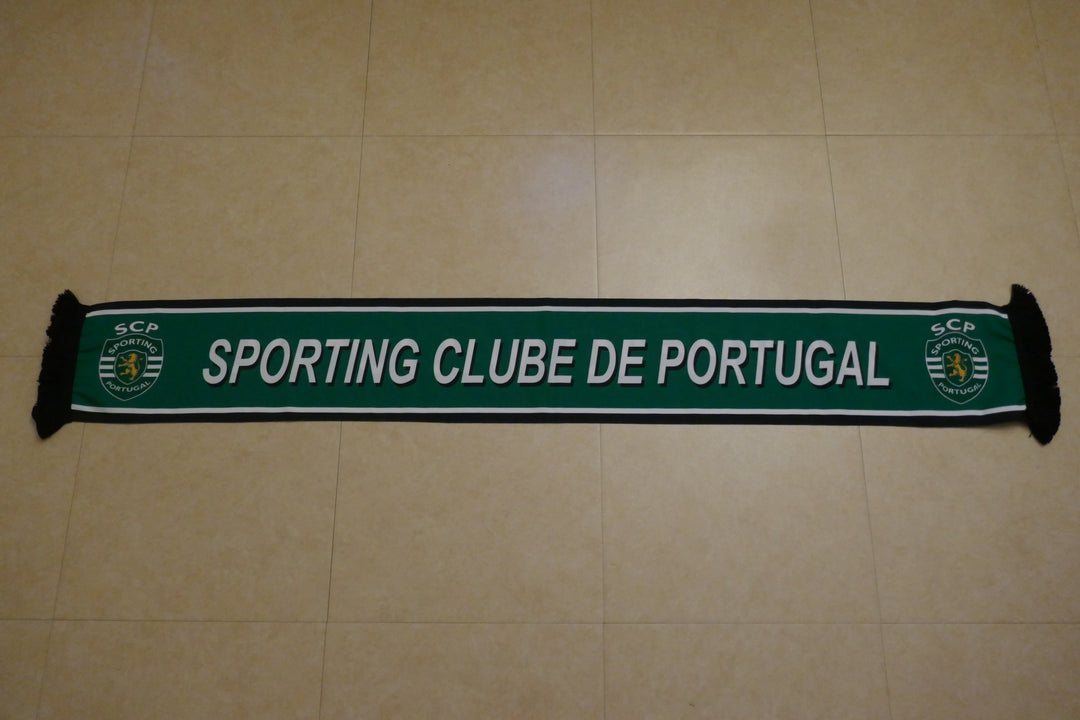 SCP
SPORTING
PORTUGAL
SPORTING CLUBE DE PORTUGAL
SCP
SPORTING
PORTUGAL